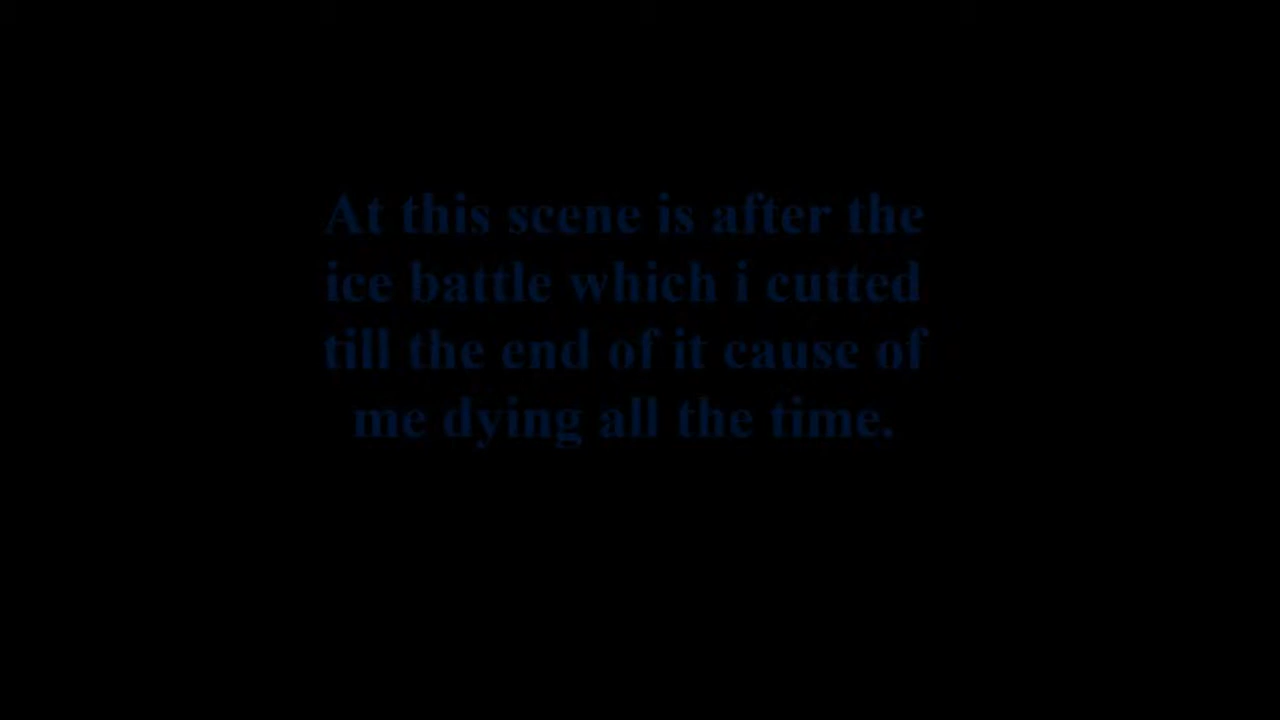 At this scene is after the
ice battle which i cutted
till the end of it cause of
me dying all the time.